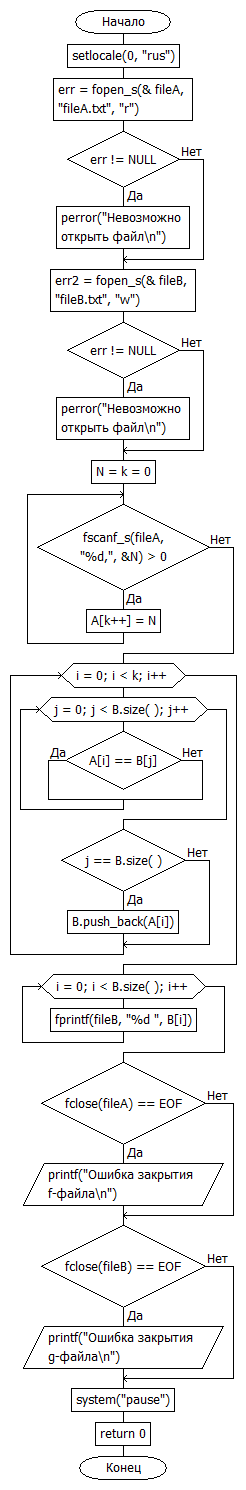 Начало
setlocale(0, "rus")
err = fopen_s(& fileA,
"fileA.txt", "r")
err != NULL
Нет
Да
perror("Невозможно
открыть файл\n")
err2 = fopen_s(& fileB,
"fileB.txt", "w")
err != NULL
Нет
Да
perror("Невозможно
открыть файл\n")
N = k = 0
fscanf_s(fileA,
"%d,", &N) > 0
Нет
Да
A[k++] = N
i = 0; i < k; i++
j = 0; j < B.size( ); j++
Да
A[i] == B[j]
Нет
j == B.size( )
Нет
Да
B.push_back(A[i])
i = 0; i < B.size( ); i++
fprintf(fileB, "%d ", B[i])
fclose(fileA) == EOF
Нет
Да
printf("Ошибка закрытия
f-файла\n")
fclose(fileB) == EOF
Нет
Да
printf("Ошибка закрытия
g-файла\n")
system("pause")
return 0
Конец